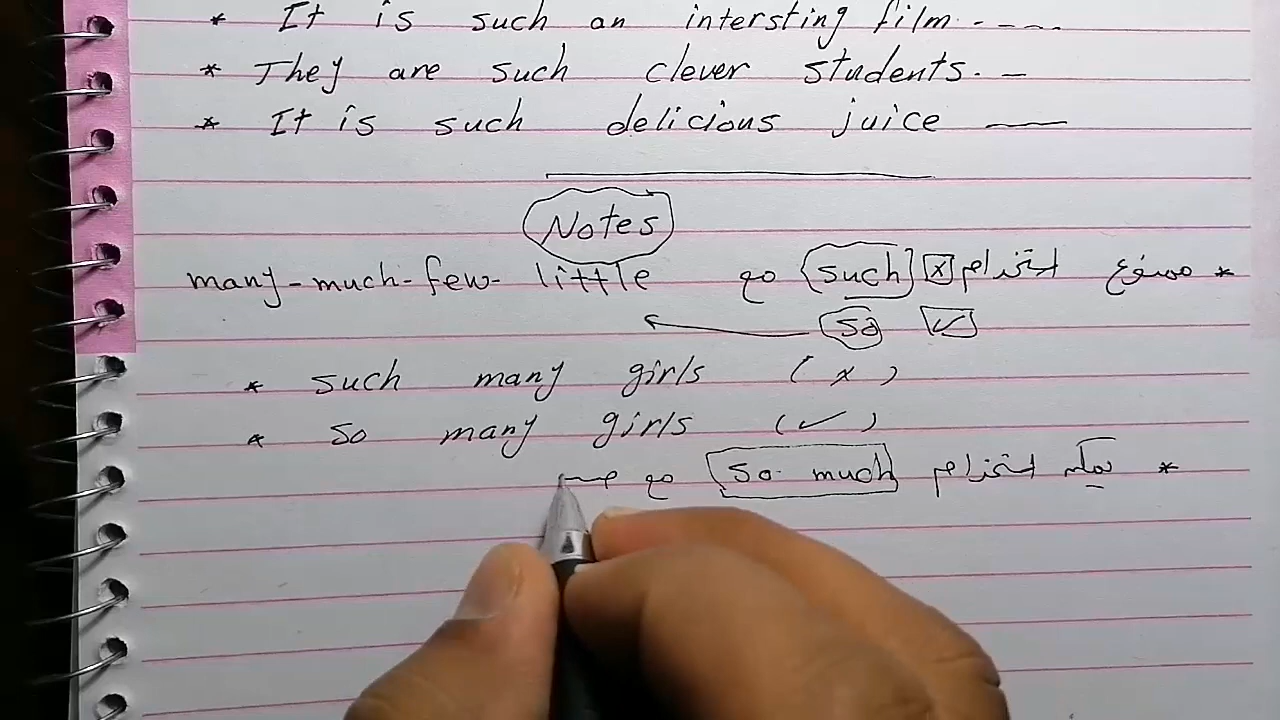 * It is such an intersting film - - - -
* They are such clever students. -
* It is such delicious juice ——
Notes
* ممنوع استخدام [x] (such) مع many - much - few - little
so [✓]
* such many girls (x)
* so many girls (✓)
* يمكن استخدام so much مع